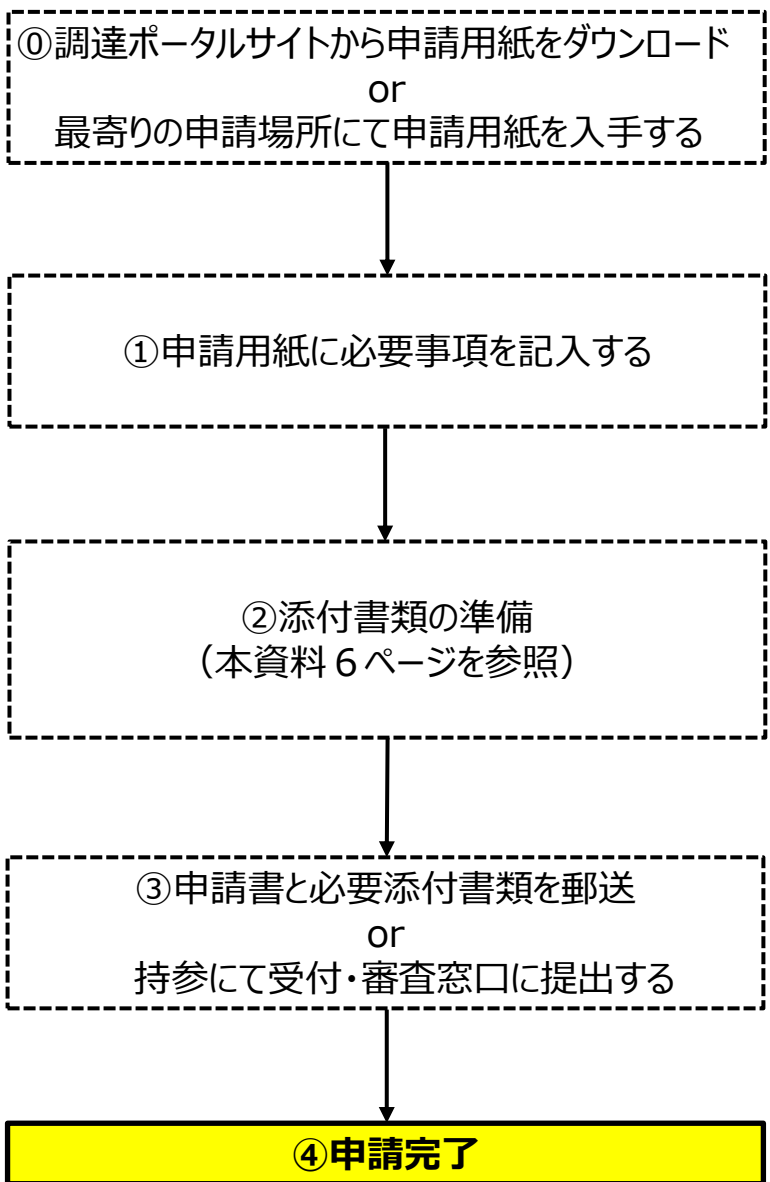 ⓪調達ポータルサイトから申請用紙をダウンロード
or
最寄りの申請場所にて申請用紙を入手する
①申請用紙に必要事項を記入する
②添付書類の準備
（本資料６ページを参照）
③申請書と必要添付書類を郵送
or
持参にて受付・審査窓口に提出する
④申請完了